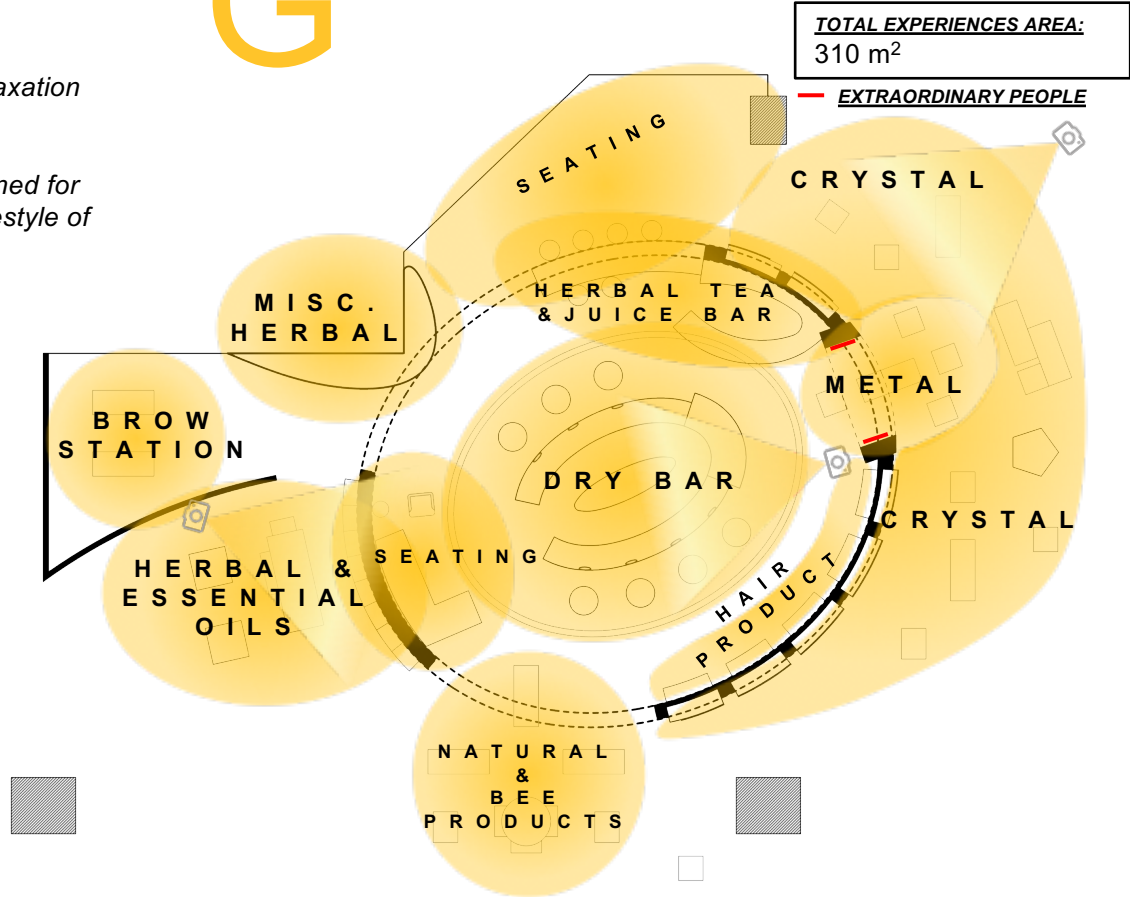 G
TOTAL EXPERIENCES AREA:
310 m²
axation
EXTRAORDINARY PEOPLE
SEATING
CRYSTAL
ned for
estyle of
MISC.
HERBAL
HERBAL TEA
&JUICE BAR
METAL
BROW
STATION
DRY BAR
CRYSTAL
SEATING
HERBAL &
ESSENTIAL
OILS
HAIR
PRODUCT
NATURAL
&
BEE
PRODUCTS